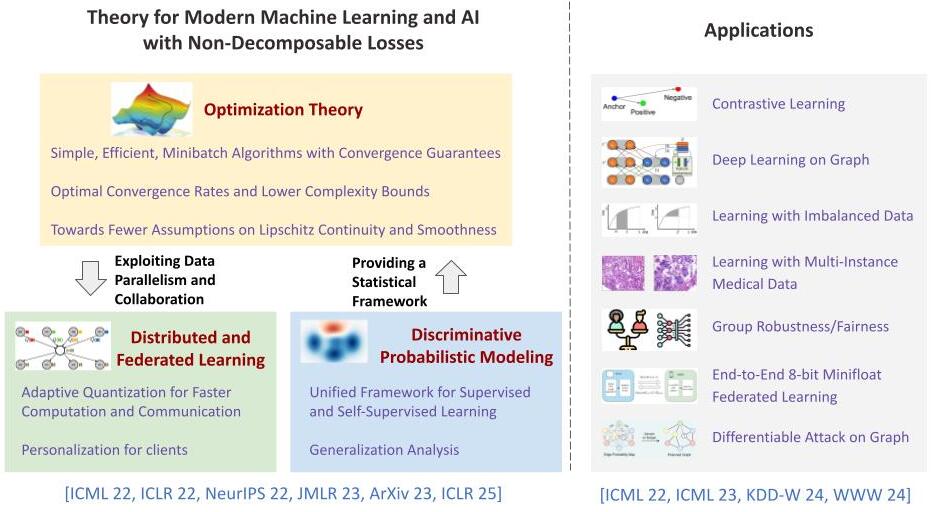 Theory for Modern Machine Learning and AI
with Non-Decomposable Losses
Optimization Theory
Simple, Efficient, Minibatch Algorithms with Convergence Guarantees
Optimal Convergence Rates and Lower Complexity Bounds
Towards Fewer Assumptions on Lipschitz Continuity and Smoothness
Exploiting Data
Parallelism and
Collaboration
Providing a
Statistical
Framework
Distributed and
Federated Learning
Adaptive Quantization for Faster
Computation and Communication
Personalization for clients
Discriminative
Probabilistic Modeling
Unified Framework for Supervised
and Self-Supervised Learning
Generalization Analysis
[ICML 22, ICLR 22, NeurIPS 22, JMLR 23, ArXiv 23, ICLR 25]
Applications
Anchor
Positive
Negative
Contrastive Learning
Deep Learning on Graph
Learning with Imbalanced Data
Learning with Multi-Instance
Medical Data
Group Robustness/Fairness
End-to-End 8-bit Minifloat
Federated Learning
Differentiable Attack on Graph
[ICML 22, ICML 23, KDD-W 24, WWW 24]